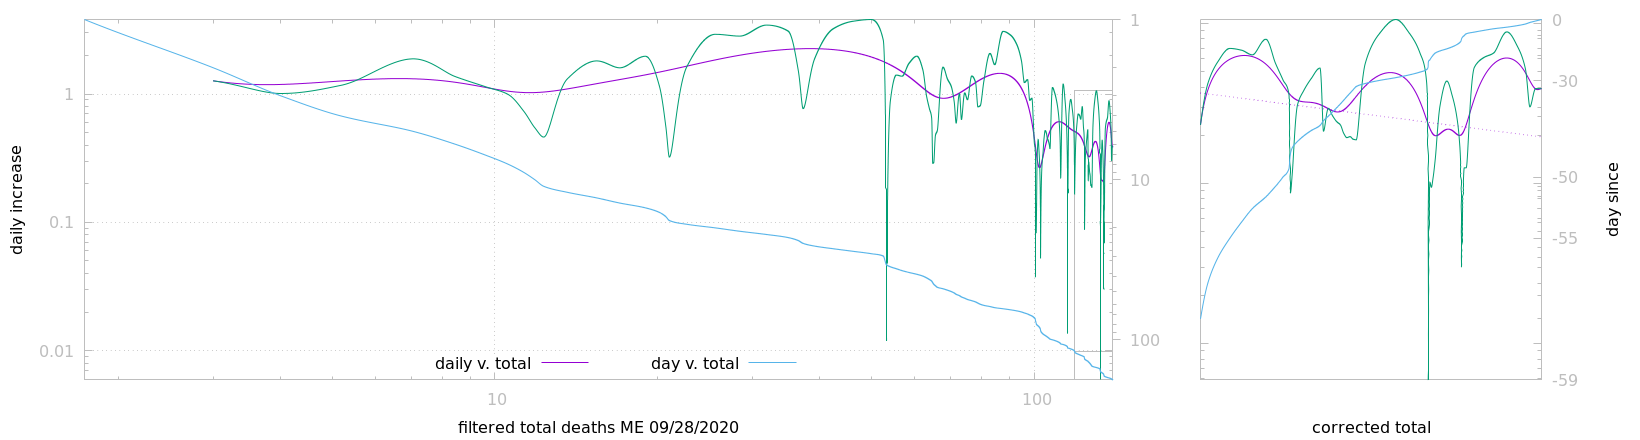 daily increase
1
0.1
0.01
10
100
filtered total deaths ME 09/28/2020
daily v. total
day v. total
1
10
100
corrected total
0
-30
-50
-55
-59
day since